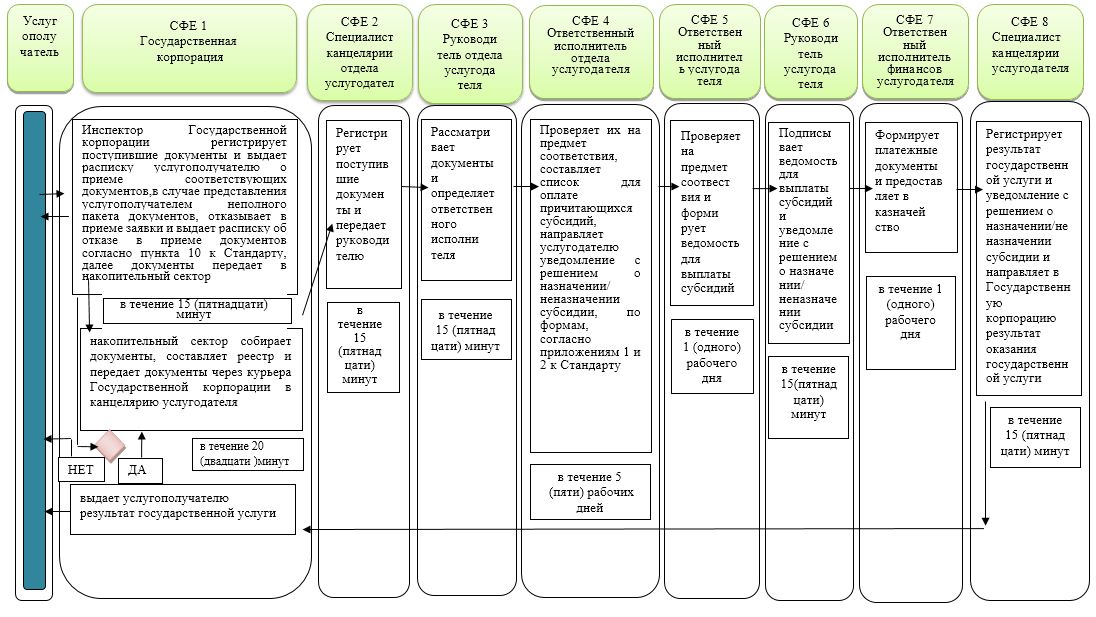 Услуг
ополу
чатель
СФЕ 1
Государственная
корпорация
СФЕ 2
Специалист
канцелярии
отдела
услугодател
СФЕ 3
Руководи
тель отдела
услугода
теля
СФЕ 4
Ответственный
исполнитель
отдела
услугодателя
СФЕ 5
Ответствен
ный
исполнител
ь услугода
теля
СФЕ 6
Руководи
тель
услугода
теля
СФЕ 7
Ответствен
ный
исполнитель
финансов
услугодателя
СФЕ 8
Специалист
канцелярии
услугодателя
Инспектор Государственной
корпорации регистрирует
поступившие документы и выдает
расписку услугополучателю о
приеме соответствующих
документов,в случае представления
услугополучателем неполного
пакета документов, отказывает в
приеме заявки и выдает расписку об
отказе в приеме документов
согласно пункта 10 к Стандарту,
далее документы передает в
накопительный сектор
в течение 15 (пятнадцати)
минут
накопительный сектор собирает
документы, составляет реестр и
передает документы через курьера
Государственной корпорации в
канцелярию услугодателя
НЕТ
ДА
в течение 20
(двадцати )минут
выдает услугополучателю
результат государственной услуги
Регистри
рует
поступив
шие
докумен
ты и
передает
руководи
телю
в
течение
15
(пятнад
цати)
минут
Рассматри
вает
документы
и
определяет
ответствен
ного
исполни
теля
в течение
15 (пятнад
цати) минут
Проверяет их на
предмет
соответствия,
составляет
список для
оплате
причитающихся
субсидий,
направляет
услугодателю
уведомление с
решением о
назначении/
неназначении
субсидии, по
формам,
согласно
приложениям 1 и
2 к Стандарту
в течение 5
(пяти) рабочих
дней
Проверяет
на
предмет
соотвест
вия и
форми
рует
ведомость
для
выплаты
субсидий
в течение
1 (одного)
рабочего
дня
Подписы
вает
ведомость
для
выплаты
субсидий
и
уведомле
ние с
решением
о назначе
нии/
неназначе
нии
субсидии
в течение
15(пятнад
цати)
минут
Формирует
платежные
документы
и предостав
ляет в
казначей
ство
в течение 1
(одного)
рабочего
дня
Регистрирует
результат
государственн
ой услуги и
уведомление с
решением о
назначении/не
назначении
субсидии и
направляет в
Государственн
ую
корпорацию
результат
оказания
государственн
ой услуги
в течение
15 (пятнад
цати) минут